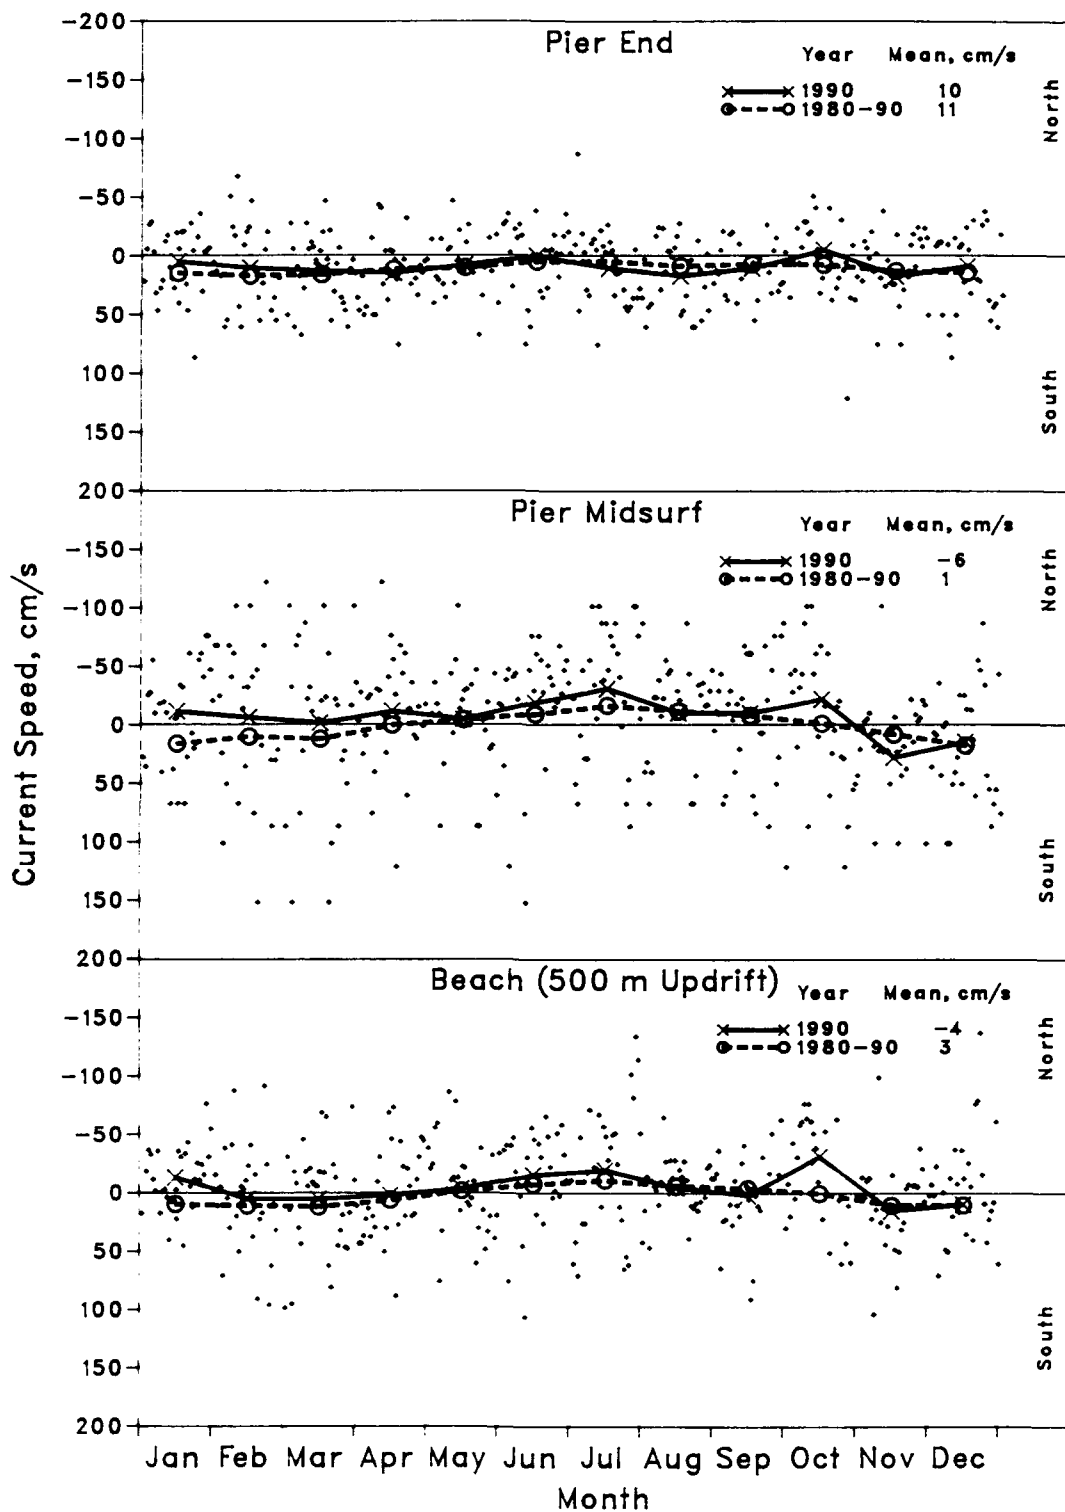 Pier End
Year Mean, cm/s
1990 10
1980-90 11
-200
-150
-100
-50
0
50
100
150
200
North
South
Pier Midsurf
Year Mean, cm/s
1990 -6
1980-90 1
-150
-100
-50
0
50
100
150
200
North
South
Beach (500 m Updrift)
Year Mean, cm/s
1990 -4
1980-90 3
-150
-100
-50
0
50
100
150
200
North
South
Current Speed, cm/s
Jan Feb Mar Apr May Jun Jul Aug Sep Oct Nov Dec
Month